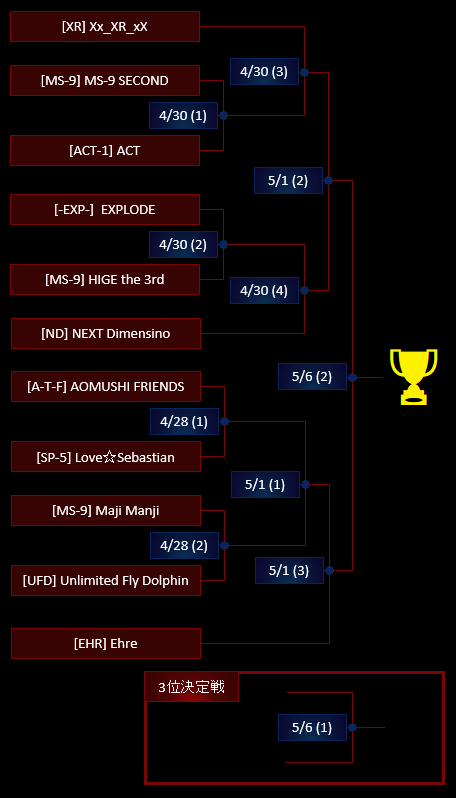 [XR] Xx_XR_xX
4/30 (3)
[MS-9] MS-9 SECOND
4/30 (1)
[ACT-1] ACT
5/1 (2)
[-EXP-] EXPLODE
4/30 (2)
[MS-9] HIGE the 3rd
4/30 (4)
[ND] NEXT Dimensino
5/6 (2)
[A-T-F] AOMUSHI FRIENDS
4/28 (1)
[SP-5] Love☆Sebastian
5/1 (1)
[MS-9] Maji Manji
4/28 (2)
5/1 (3)
[UFD] Unlimited Fly Dolphin
[EHR] Ehre
3位決定戦
5/6 (1)